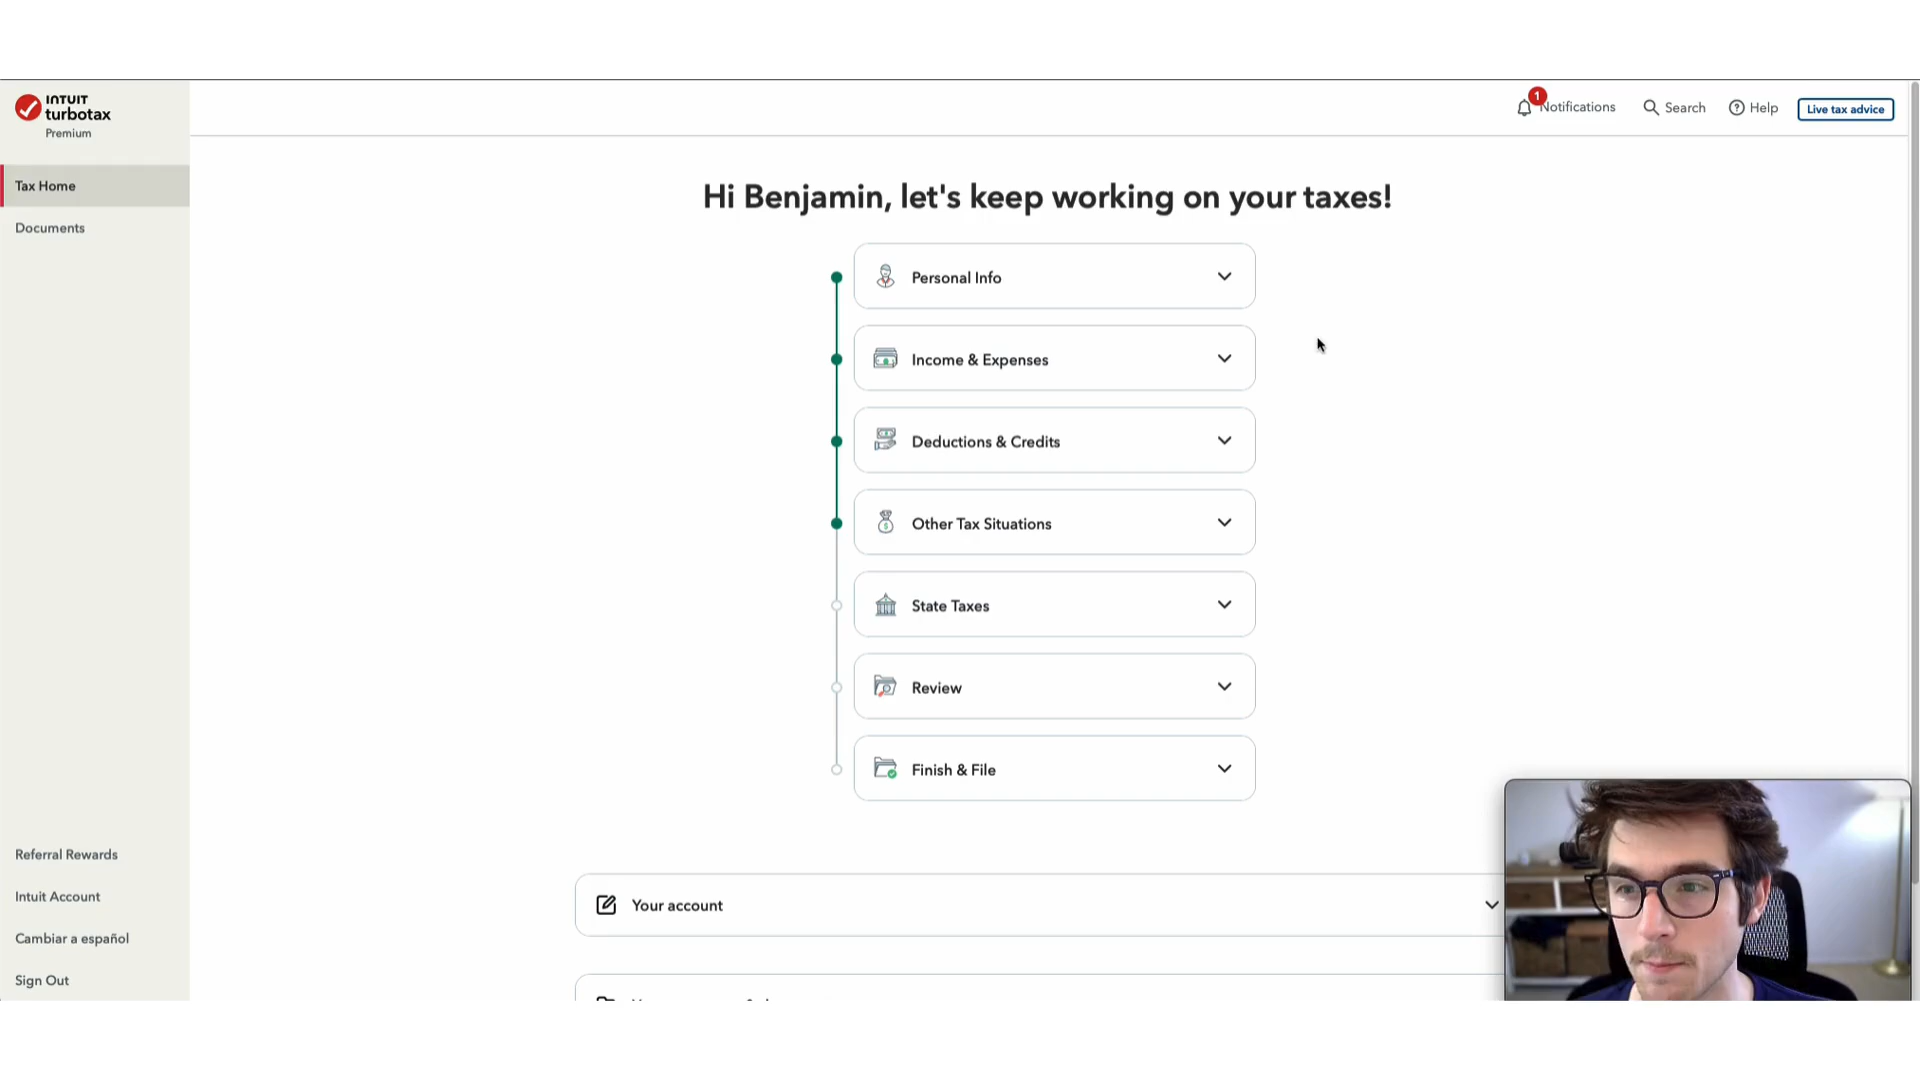 INTUIT
turbotax
Premium
1
Notifications
Search
Help
Live tax advice
Tax Home
Documents
Hi Benjamin, let's keep working on your taxes!
Personal Info
Income & Expenses
Deductions & Credits
Other Tax Situations
State Taxes
Review
Finish & File
Your account
Referral Rewards
Intuit Account
Cambiar a español
Sign Out